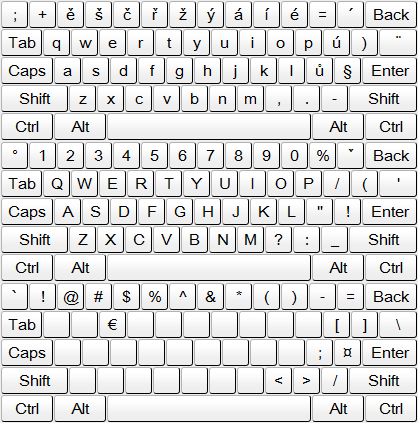 ; + ě š č ř ž ý á í é = ´ Back
Tab q w e r t y u i o p ú ) ¨
Caps a s d f g h j k l ů § Enter
Shift z x c v b n m , . - Shift
Ctrl Alt Alt Ctrl
° 1 2 3 4 5 6 7 8 9 0 % ˇ Back
Tab Q W E R T Y U I O P / ( '
Caps A S D F G H J K L " ! Enter
Shift Z X C V B N M ? : _ Shift
Ctrl Alt Alt Ctrl
` ! @ # $ % ^ & * ( ) - = Back
Tab € [ ] \
Caps ; ¤ Enter
Shift < > / Shift
Ctrl Alt Alt Ctrl